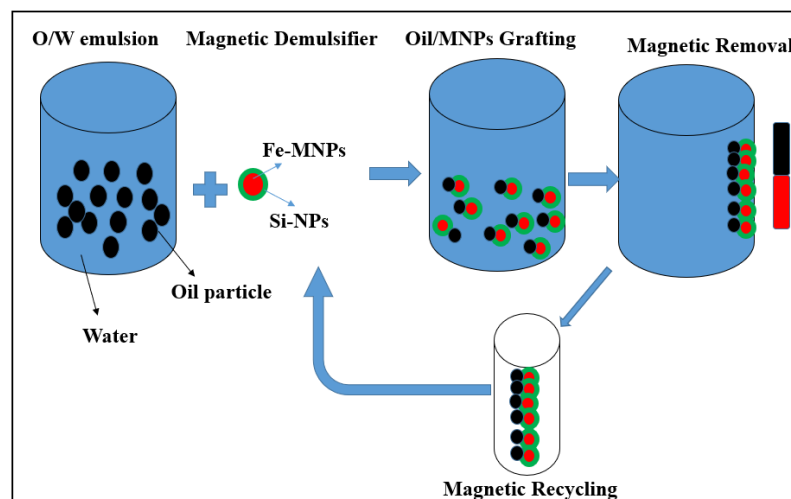 O/W emulsion
Magnetic Demulsifier
Oil/MNPs Grafting
Magnetic Removal
Fe-MNPs
Si-NPs
Oil particle
Water
Magnetic Recycling